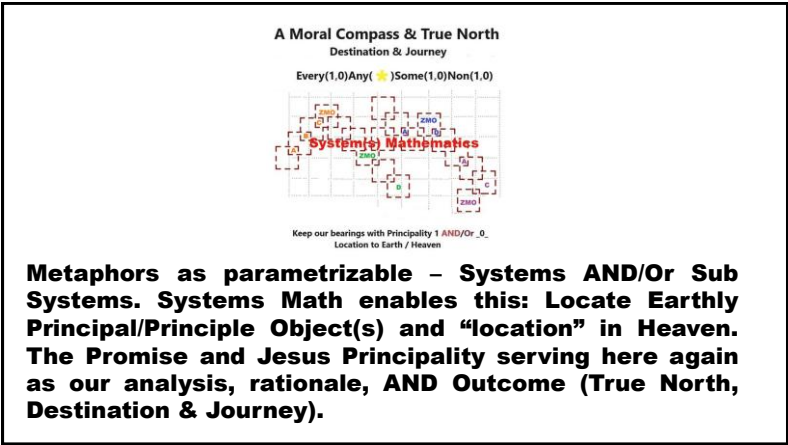 A Moral Compass & True North
Destination & Journey
Every(1,0)Any( )Some(1,0)Non(1,0)
ZMO
C
ZMO
B
A
D
System(s) Mathematics
A
ZMO
A
D
C
ZMO
Keep our bearings with Principality 1 AND/Or _0_
Location to Earth / Heaven
Metaphors as parametrizable – Systems AND/Or Sub
Systems. Systems Math enables this: Locate Earthly
Principal/Principle Object(s) and “location” in Heaven.
The Promise and Jesus Principality serving here again
as our analysis, rationale, AND Outcome (True North,
Destination & Journey).